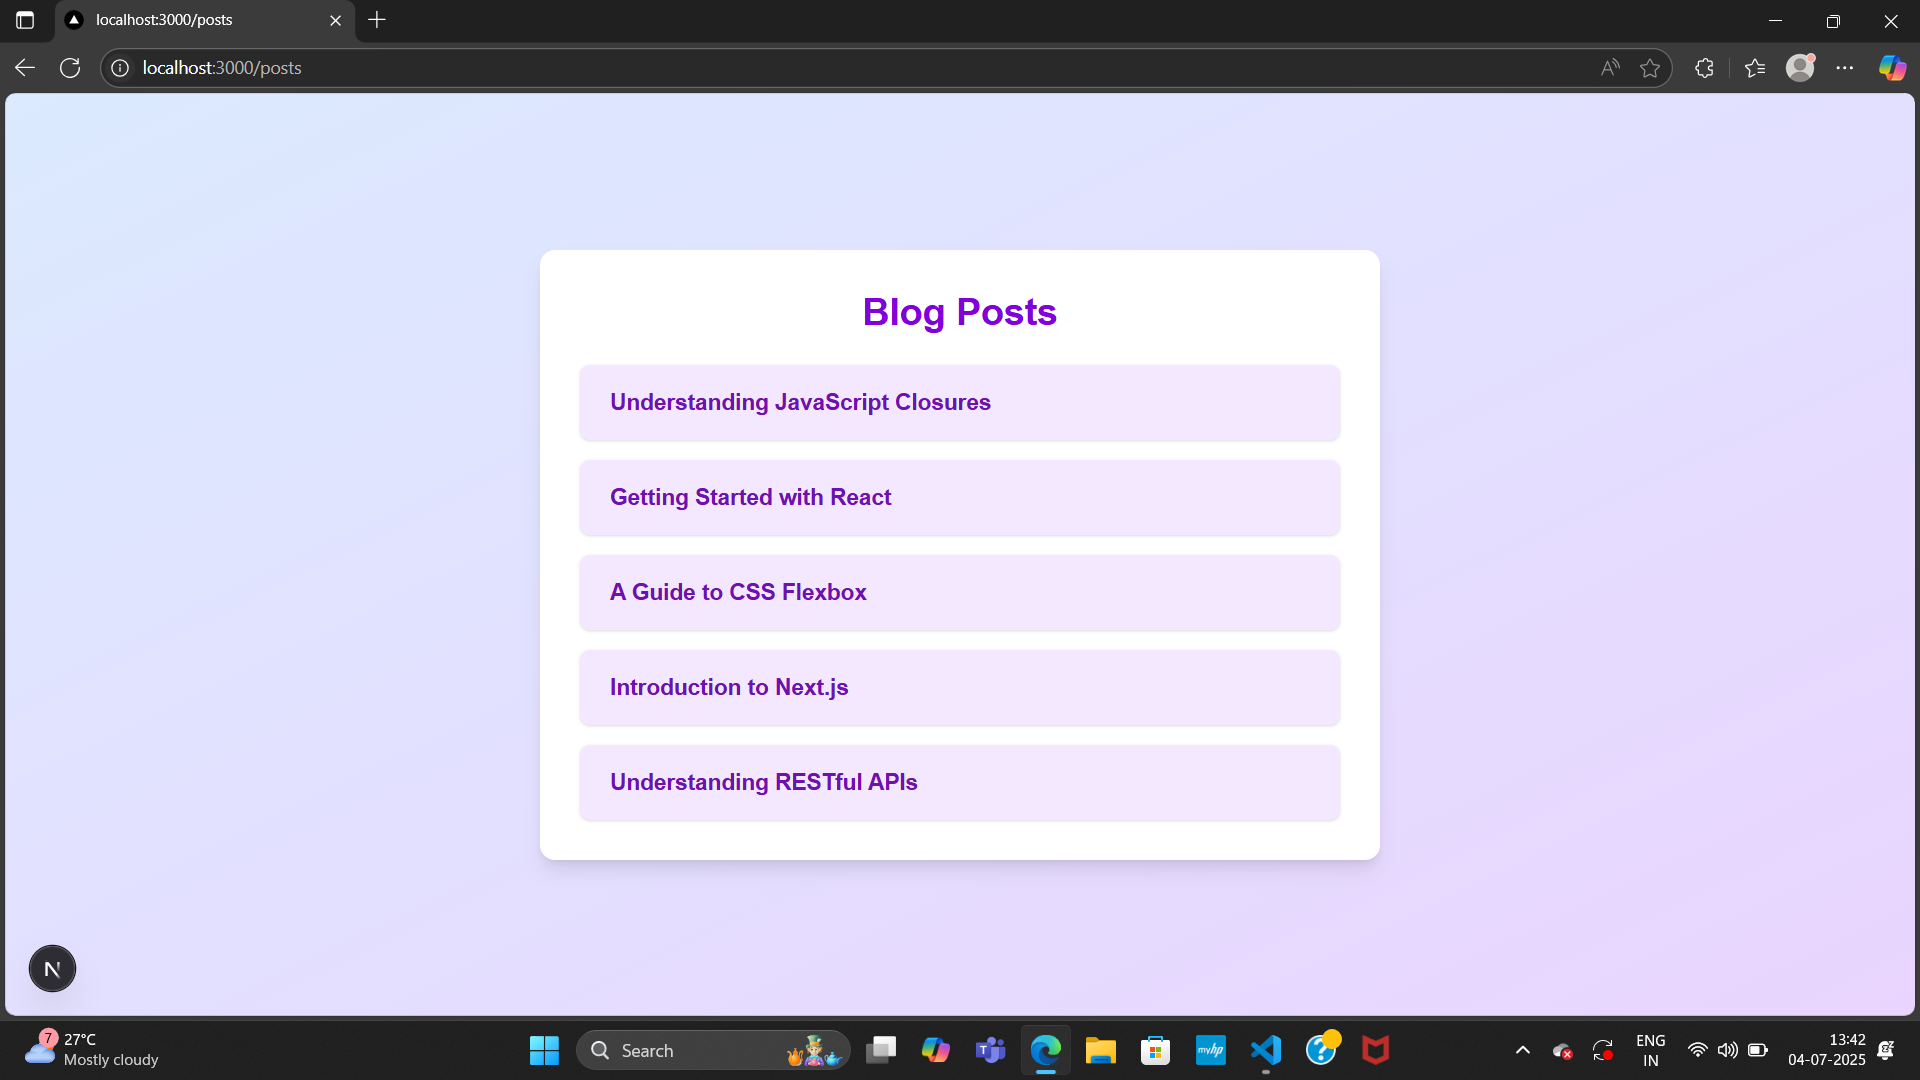 localhost:3000/posts
localhost:3000/posts
Blog Posts
Understanding JavaScript Closures
Getting Started with React
A Guide to CSS Flexbox
Introduction to Next.js
Understanding RESTful APIs
N
7
27°C
Mostly cloudy
Search
T
myhp
?
ENG
IN
13:42
04-07-2025